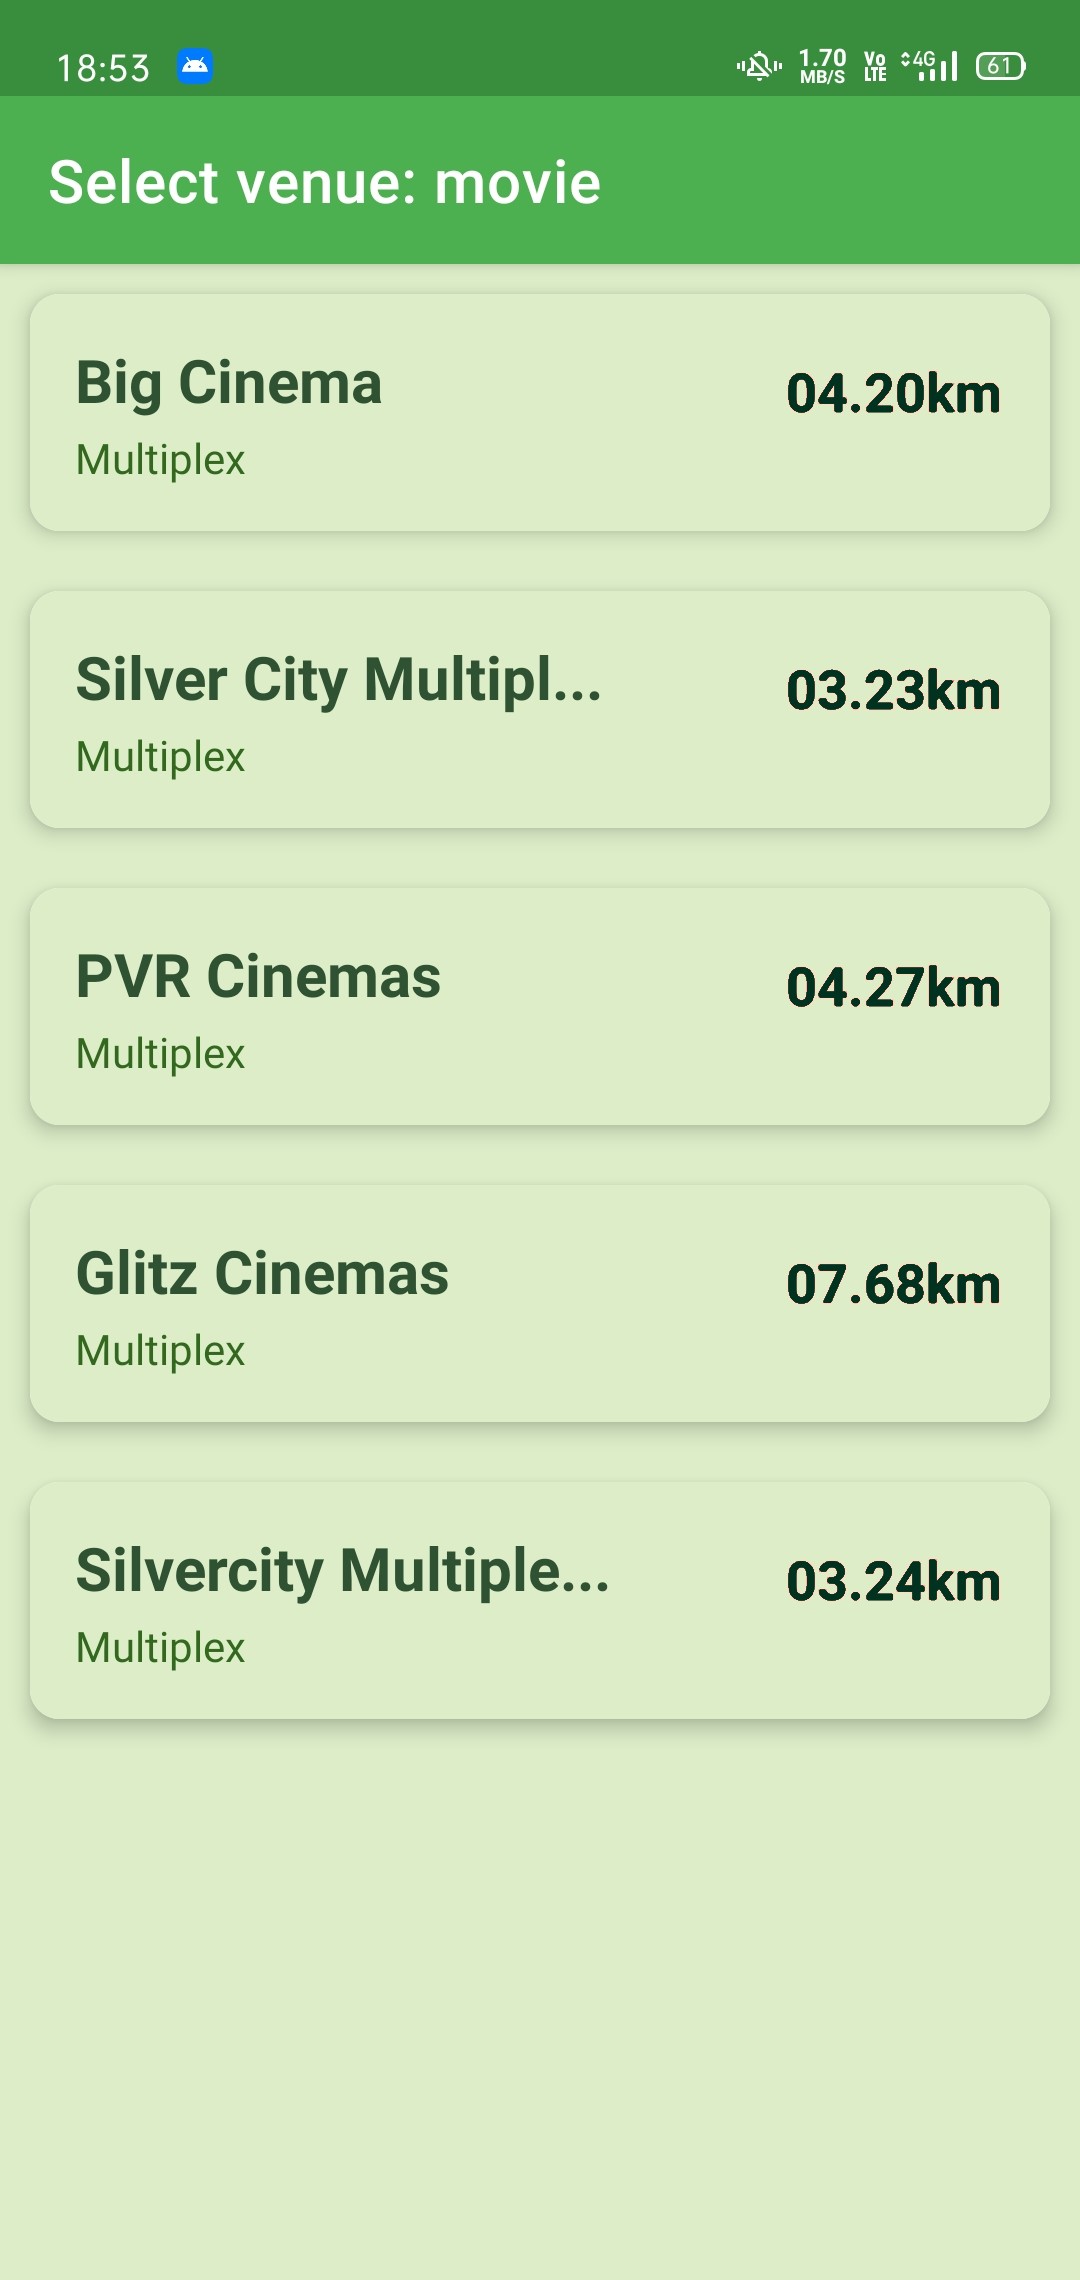 18:53 1.70 MB/S Vo LTE 4G 61
Select venue: movie
Big Cinema 04.20km
Multiplex
Silver City Multipl... 03.23km
Multiplex
PVR Cinemas 04.27km
Multiplex
Glitz Cinemas 07.68km
Multiplex
Silvercity Multiple... 03.24km
Multiplex